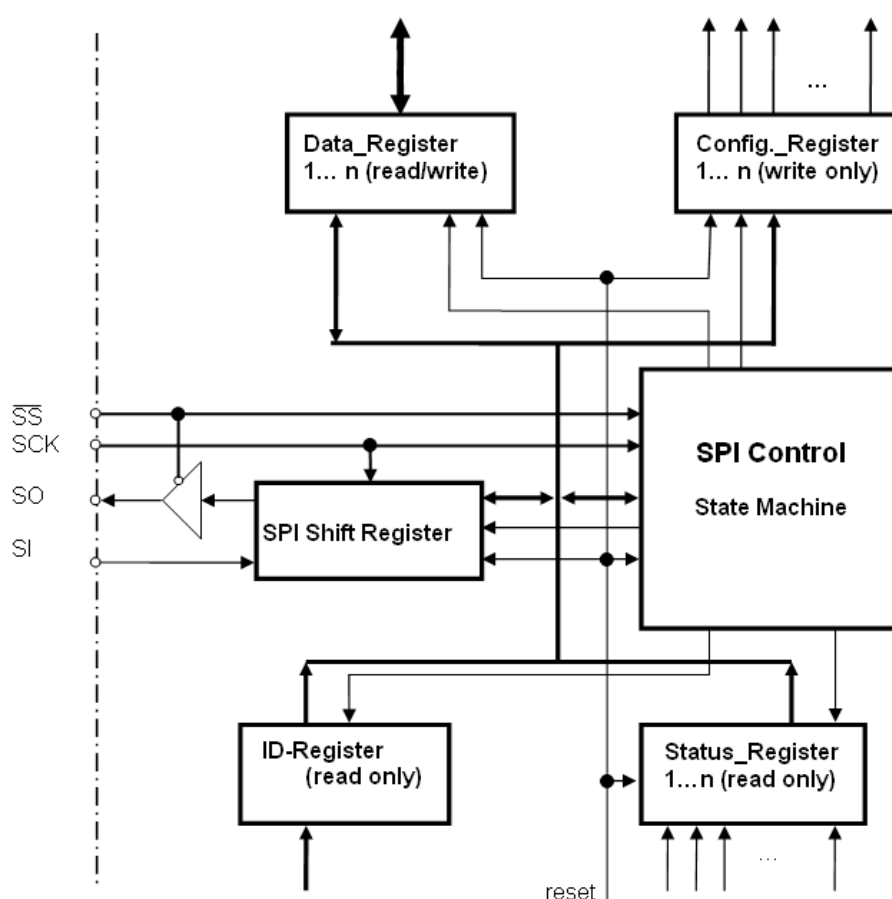 ...
Data_Register
1... n (read/write)
Config._Register
1... n (write only)
SS
SCK
SO
SI
SPI Control
State Machine
SPI Shift Register
ID-Register
(read only)
Status_Register
1...n (read only)
...
reset